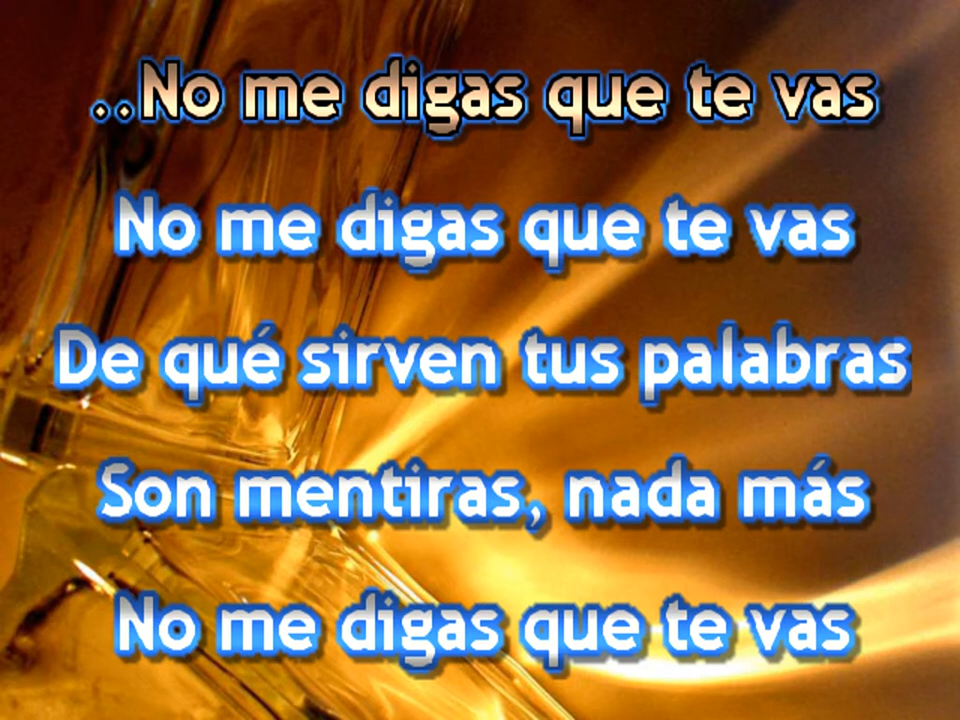 ..No me digas que te vas
No me digas que te vas
De qué sirven tus palabras
Son mentiras, nada más
No me digas que te vas